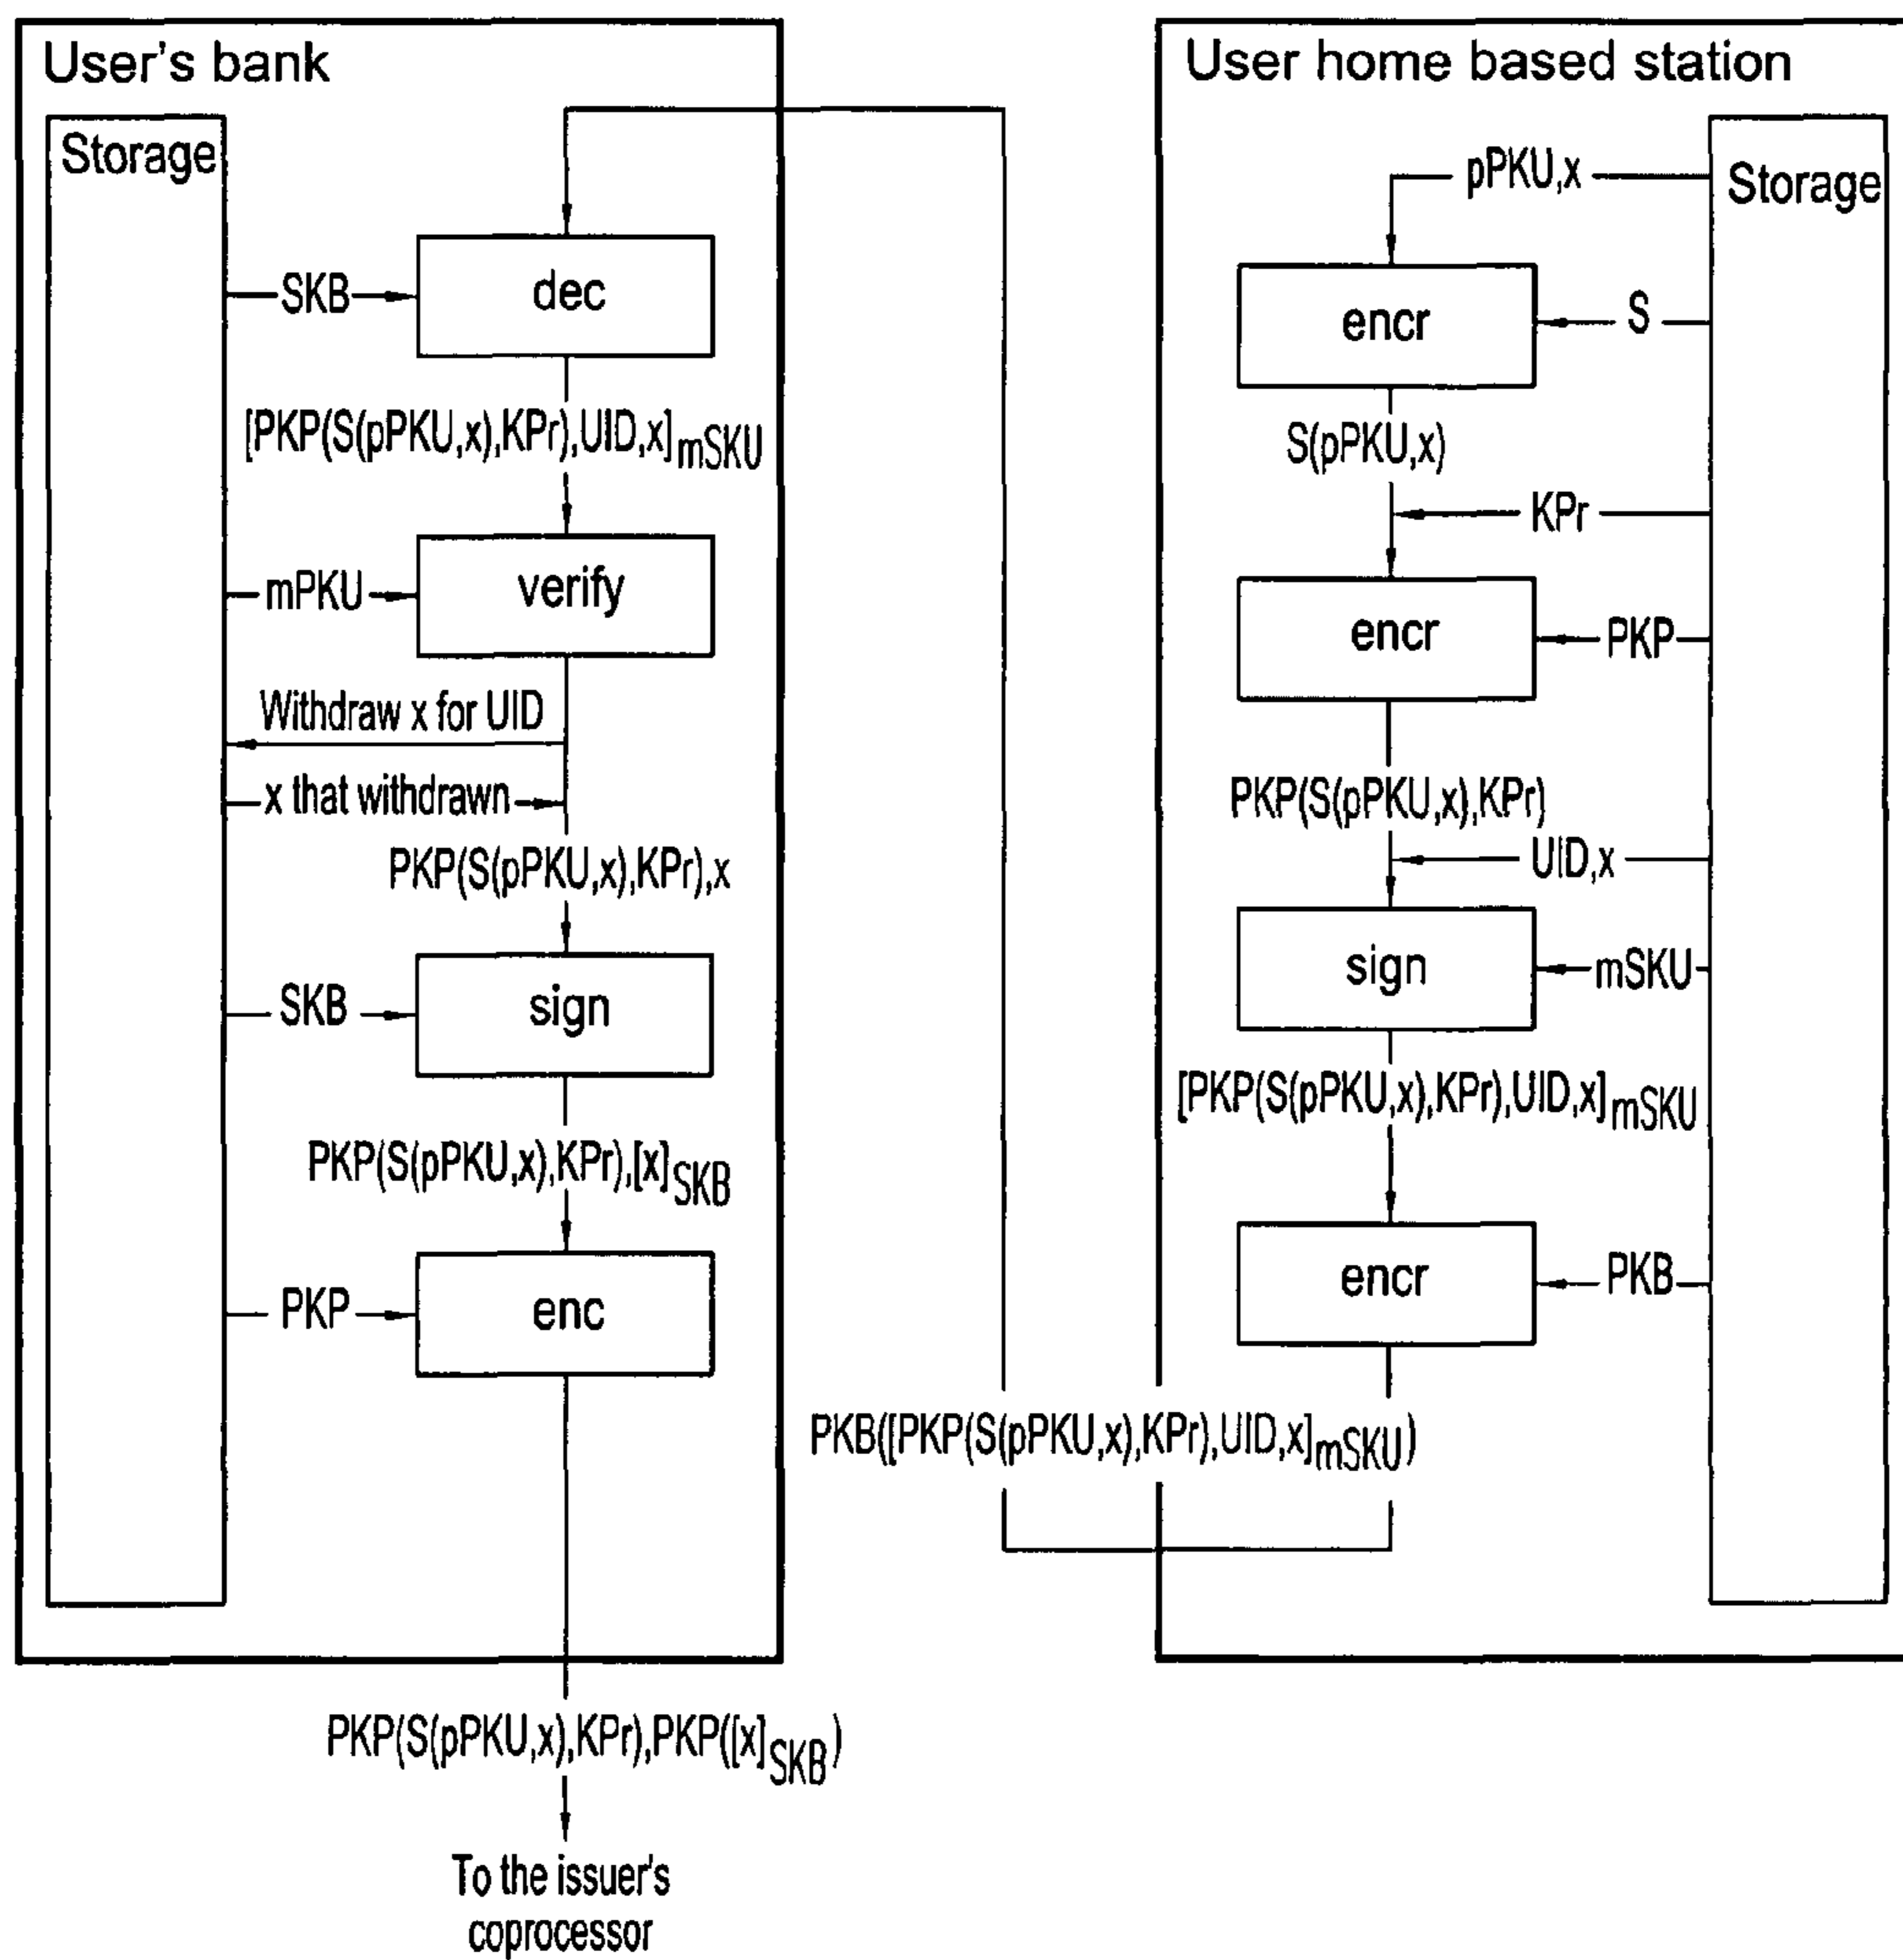 User's bank
Storage
SKB
dec
[PKP(S(pPKU,x),KPr),UID,x]mSKU
mPKU
verify
Withdraw x for UID
x that withdrawn
PKP(S(pPKU,x),KPr),x
SKB
sign
PKP(S(pPKU,x),KPr),[x]SKB
PKP
enc
PKP(S(pPKU,x),KPr),PKP([x]SKB)
To the issuer's
coprocessor
User home based station
Storage
pPKU,x
encr
S
S(pPKU,x)
KPr
encr
PKP
PKP(S(pPKU,x),KPr)
UID,x
sign
mSKU
[PKP(S(pPKU,x),KPr),UID,x]mSKU
encr
PKB
PKB([PKP(S(pPKU,x),KPr),UID,x]mSKU)